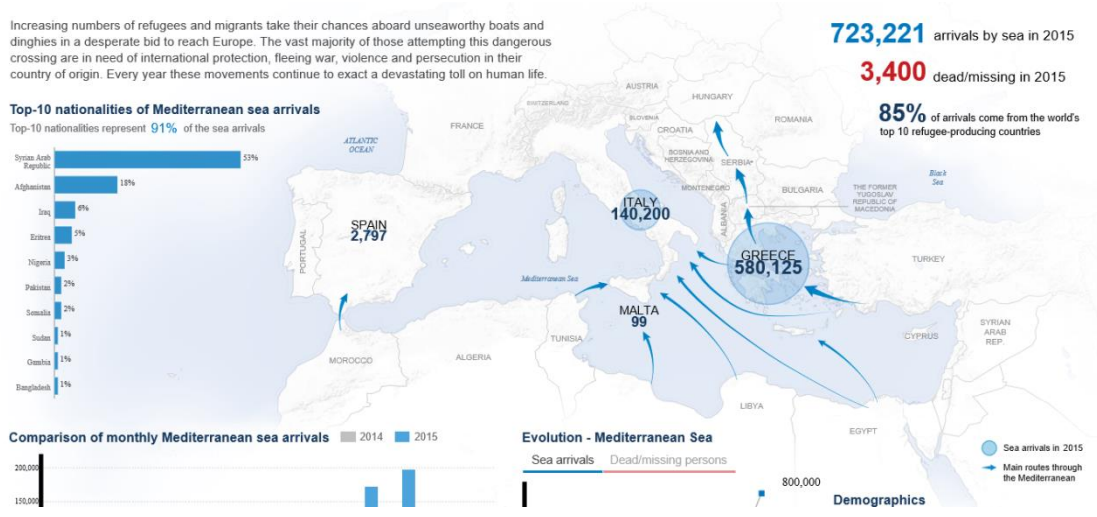 Increasing numbers of refugees and migrants take their chances aboard unseaworthy boats and
dinghies in a desperate bid to reach Europe. The vast majority of those attempting this dangerous
crossing are in need of international protection, fleeing war, violence and persecution in their
country of origin. Every year these movements continue to exact a devastating toll on human life.
723,221 arrivals by sea in 2015
3,400 dead/missing in 2015
85% of arrivals come from the world's
top 10 refugee-producing countries
Top-10 nationalities of Mediterranean sea arrivals
Top-10 nationalities represent 91% of the sea arrivals
Syrian Arab
Republic
53%
Afghanistan 18%
Iraq 6%
Eritrea 5%
Nigeria 3%
Pakistan 2%
Somalia 2%
Sudan 1%
Gambia 1%
Bangladesh 1%
ATLANTIC
OCEAN
FRANCE
SWITZERLAND
AUSTRIA
HUNGARY
SLOVENIA
CROATIA
ROMANIA
BOSNIA AND
HERZEGOVINA
SERBIA*
MONTENEGRO
BULGARIA
Black
Sea
ALBANIA
THE FORMER
YUGOSLAV
REPUBLIC OF
MACEDONIA
PORTUGAL
SPAIN
2,797
ITALY
140,200
GREECE
580,125
TURKEY
Mediterranean Sea
MALTA
99
CYPRUS
SYRIAN
ARAB
REP.
MOROCCO
ALGERIA
TUNISIA
LIBYA
EGYPT
Sea arrivals in 2015
Main routes through
the Mediterranean
Comparison of monthly Mediterranean sea arrivals 2014 2015
200,000
150,000
Evolution - Mediterranean Sea
Sea arrivals Dead/missing persons
800,000
Demographics